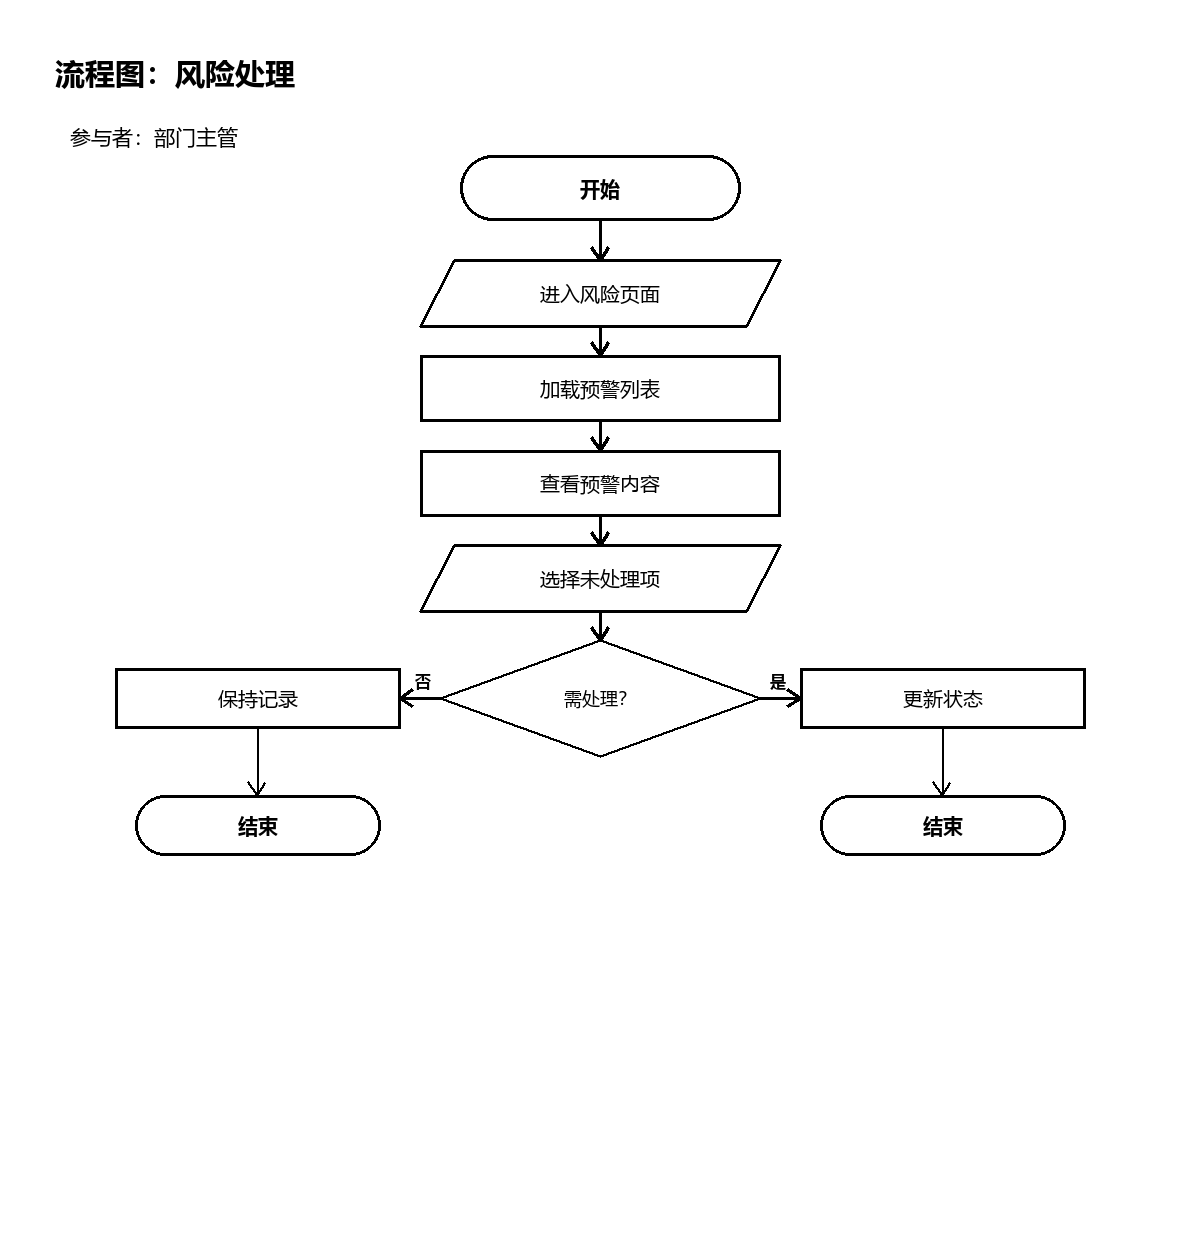 流程图：风险处理
参与者：部门主管
开始
进入风险页面
加载预警列表
查看预警内容
选择未处理项
否
是
保持记录
需处理？
更新状态
结束
结束